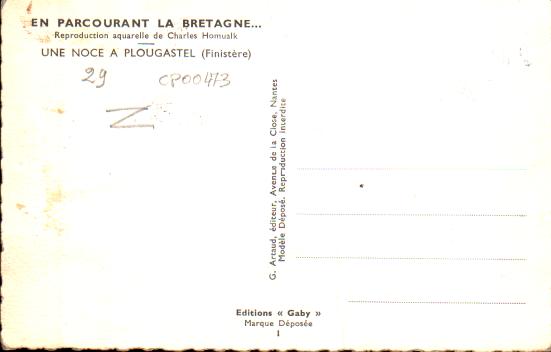 EN PARCOURANT LA BRETAGNE...
Reproduction aquarelle de Charles Homualk
UNE NOCE A PLOUGASTEL (Finistère)
29 CP00473
N
G. Artaud, éditeur, Avenue de la Close, Nantes
Modèle Déposé. Reproduction interdite
Editions « Gaby »
Marque Déposée
1